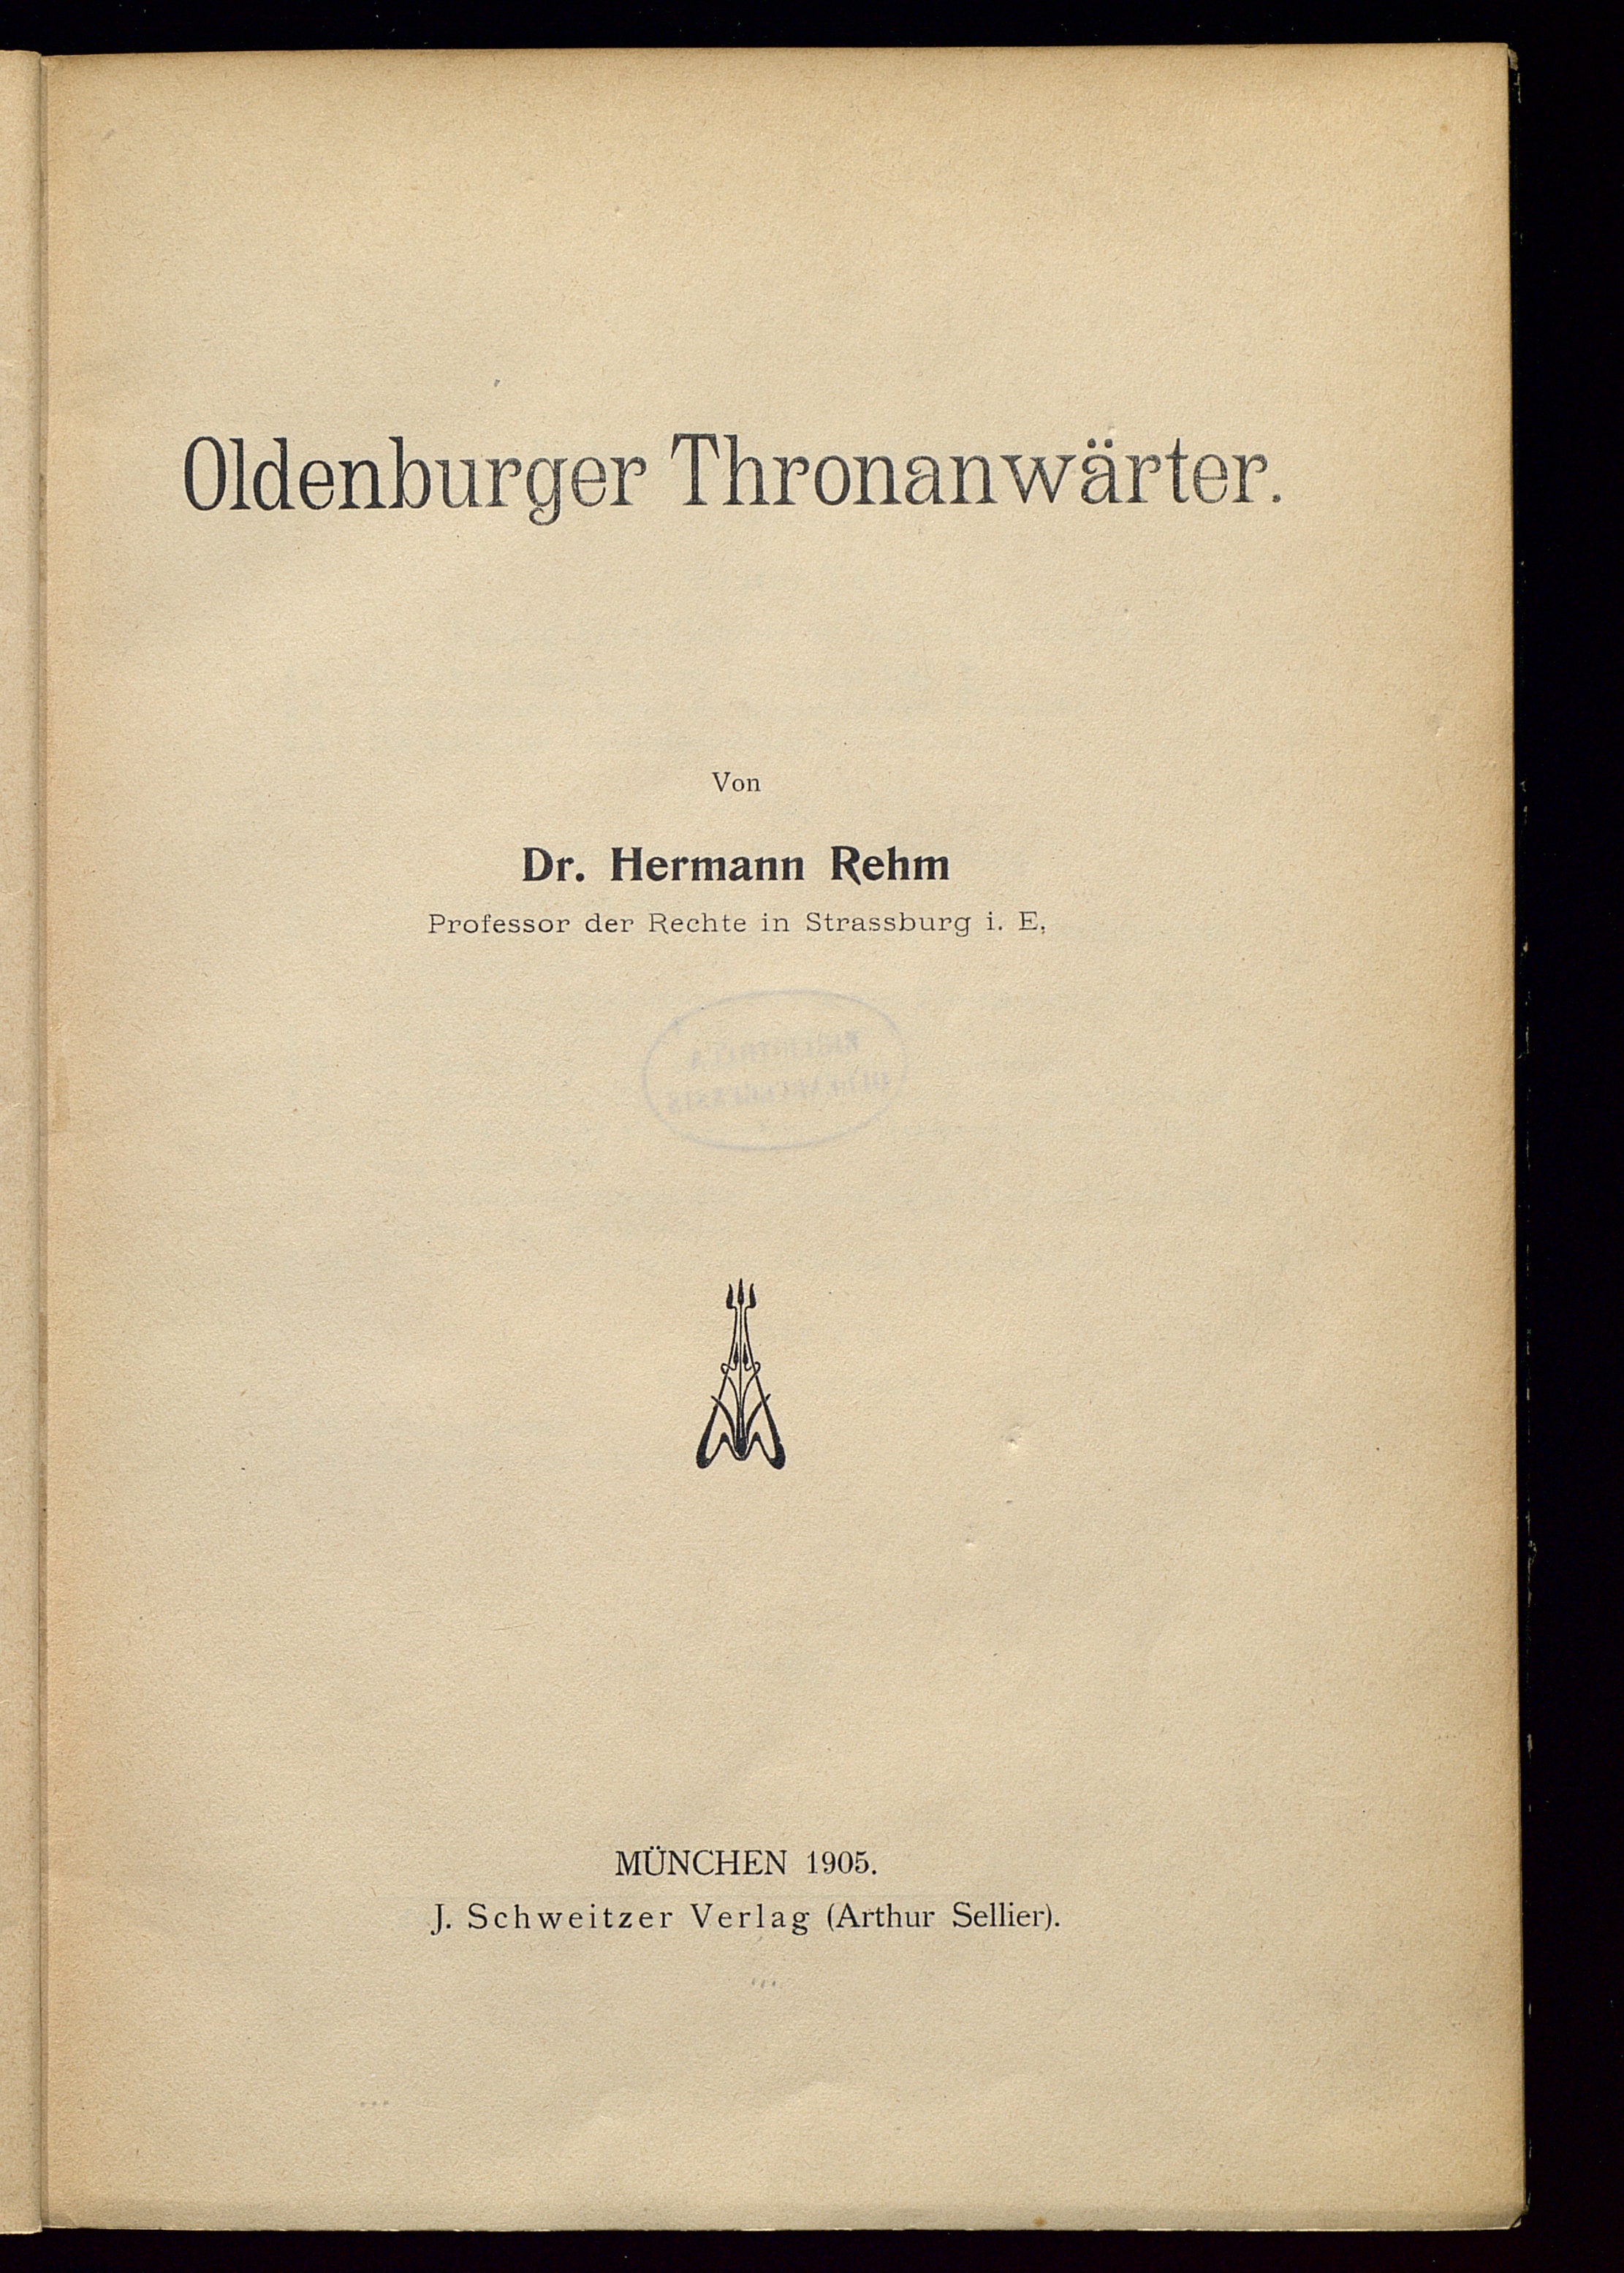 Oldenburger Thronanwärter.
Von
Dr. Hermann Rehm
Professor der Rechte in Strassburg i. E.
MÜNCHEN 1905.
J. Schweitzer Verlag (Arthur Sellier).